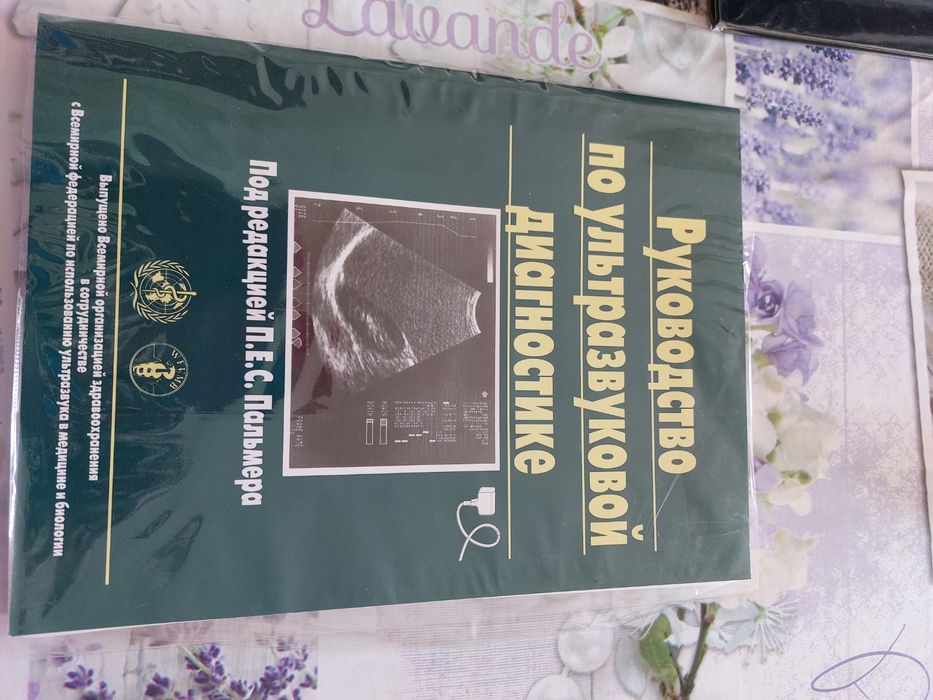 Lavande
Руководство
по ультразвуковой
диагностике
Под редакцией П.Е.С. Пальмера
WFUMB
Выпущено Всемирной организацией здравоохранения
в сотрудничестве
с Всемирной федерацией по использованию ультразвука в медицине и биологии